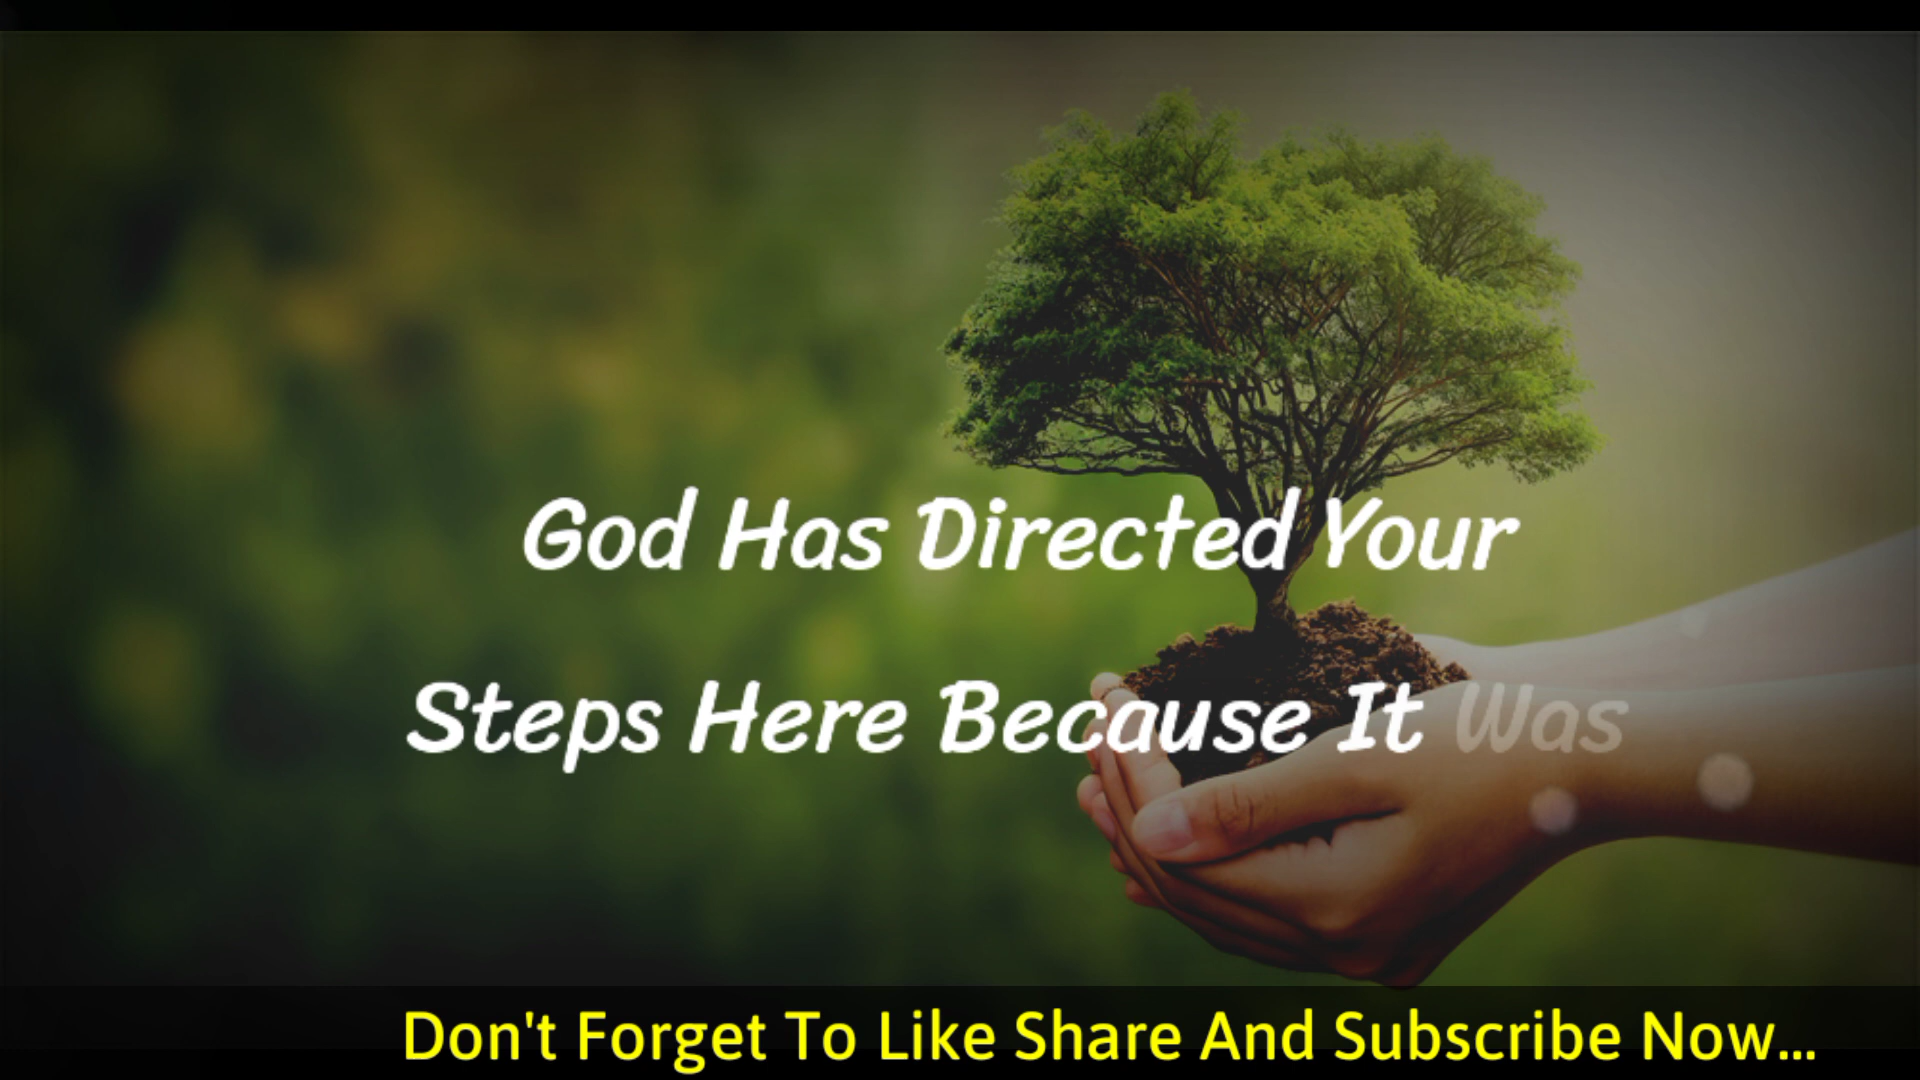 God Has Directed Your
Steps Here Because It Was
Don't Forget To Like Share And Subscribe Now...